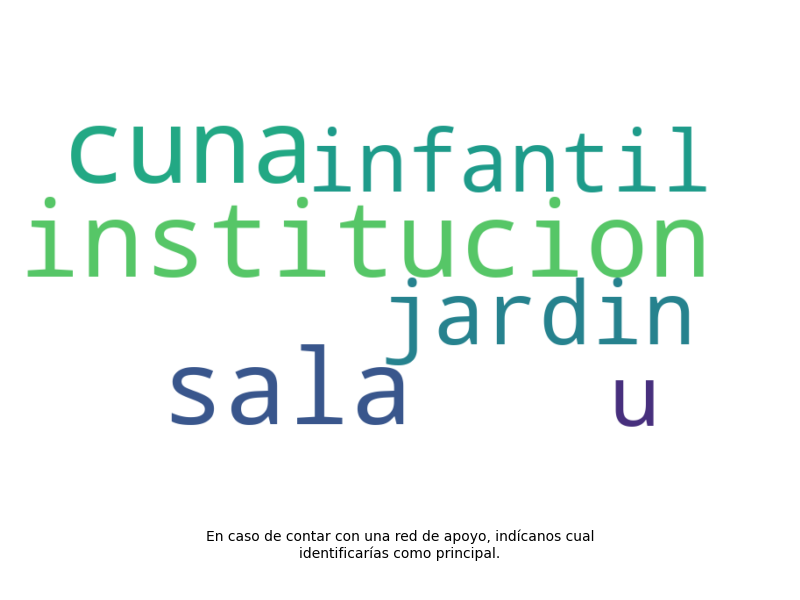 cuna infantil
institucion
jardin
sala u
En caso de contar con una red de apoyo, indícanos cual
identificarías como principal.